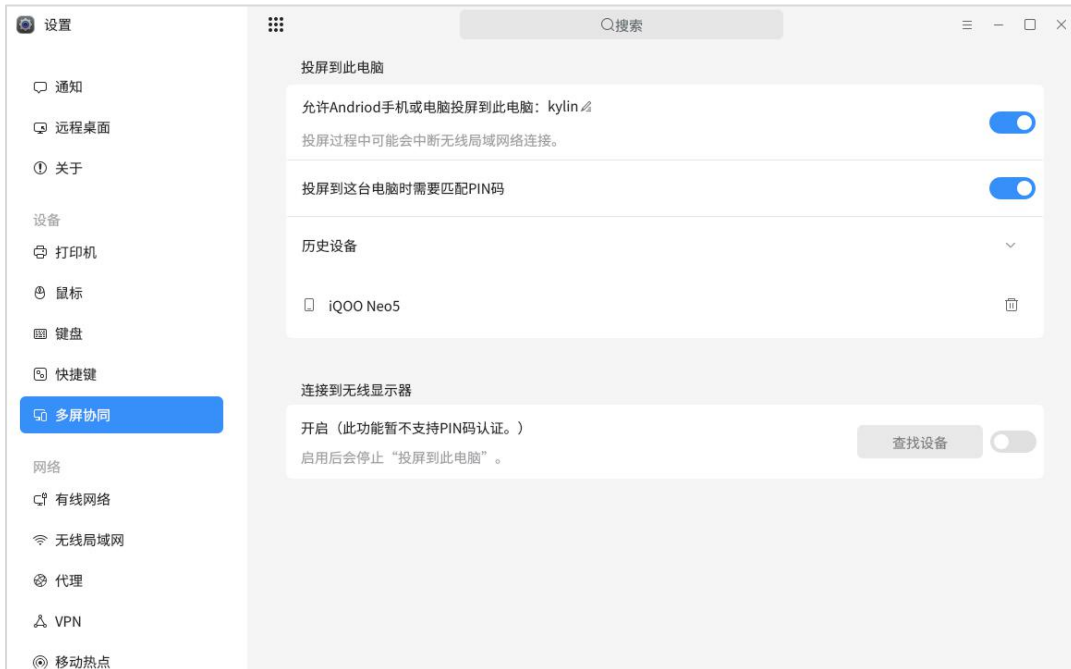 设置
搜索
通知
远程桌面
关于
设备
打印机
鼠标
键盘
快捷键
多屏协同
网络
有线网络
无线局域网
代理
VPN
移动热点
投屏到此电脑
允许Andriod手机或电脑投屏到此电脑：kylin
投屏过程中可能会中断无线局域网络连接。
投屏到这台电脑时需要匹配PIN码
历史设备
iQOO Neo5
连接到无线显示器
开启（此功能暂不支持PIN码认证。）
启用后会停止“投屏到此电脑”。
查找设备